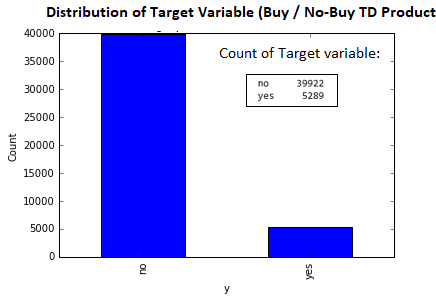 Distribution of Target Variable (Buy / No-Buy TD Product
Count of Target variable:
no 39922
yes 5289
40000
35000
30000
25000
20000
15000
10000
5000
0
Count
no
yes
y